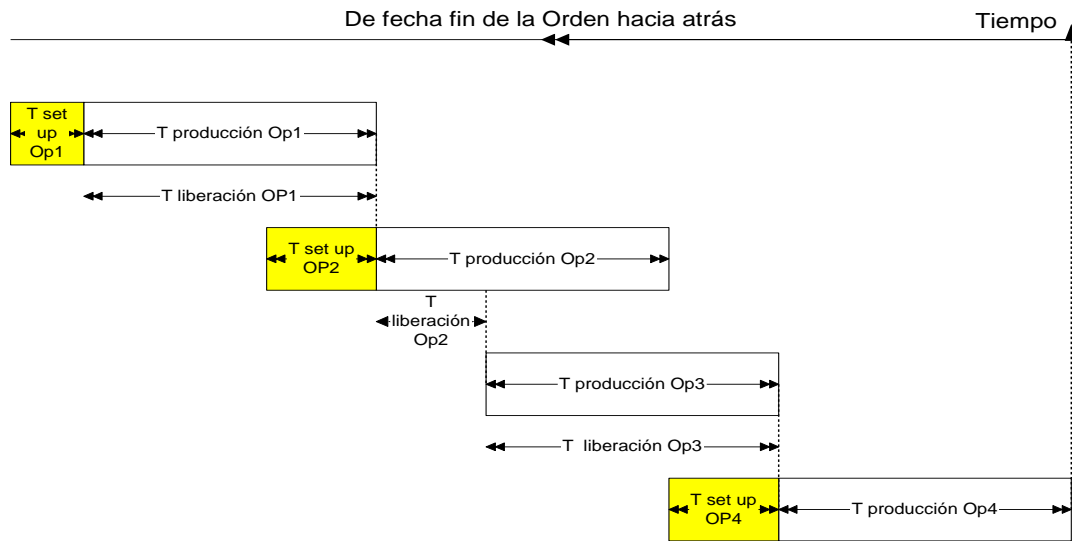 De fecha fin de la Orden hacia atrás
Tiempo
T set
up
Op1
T producción Op1
T liberación OP1
T set up
OP2
T producción Op2
T
liberación
Op2
T producción Op3
T liberación Op3
T set up
OP4
T producción Op4